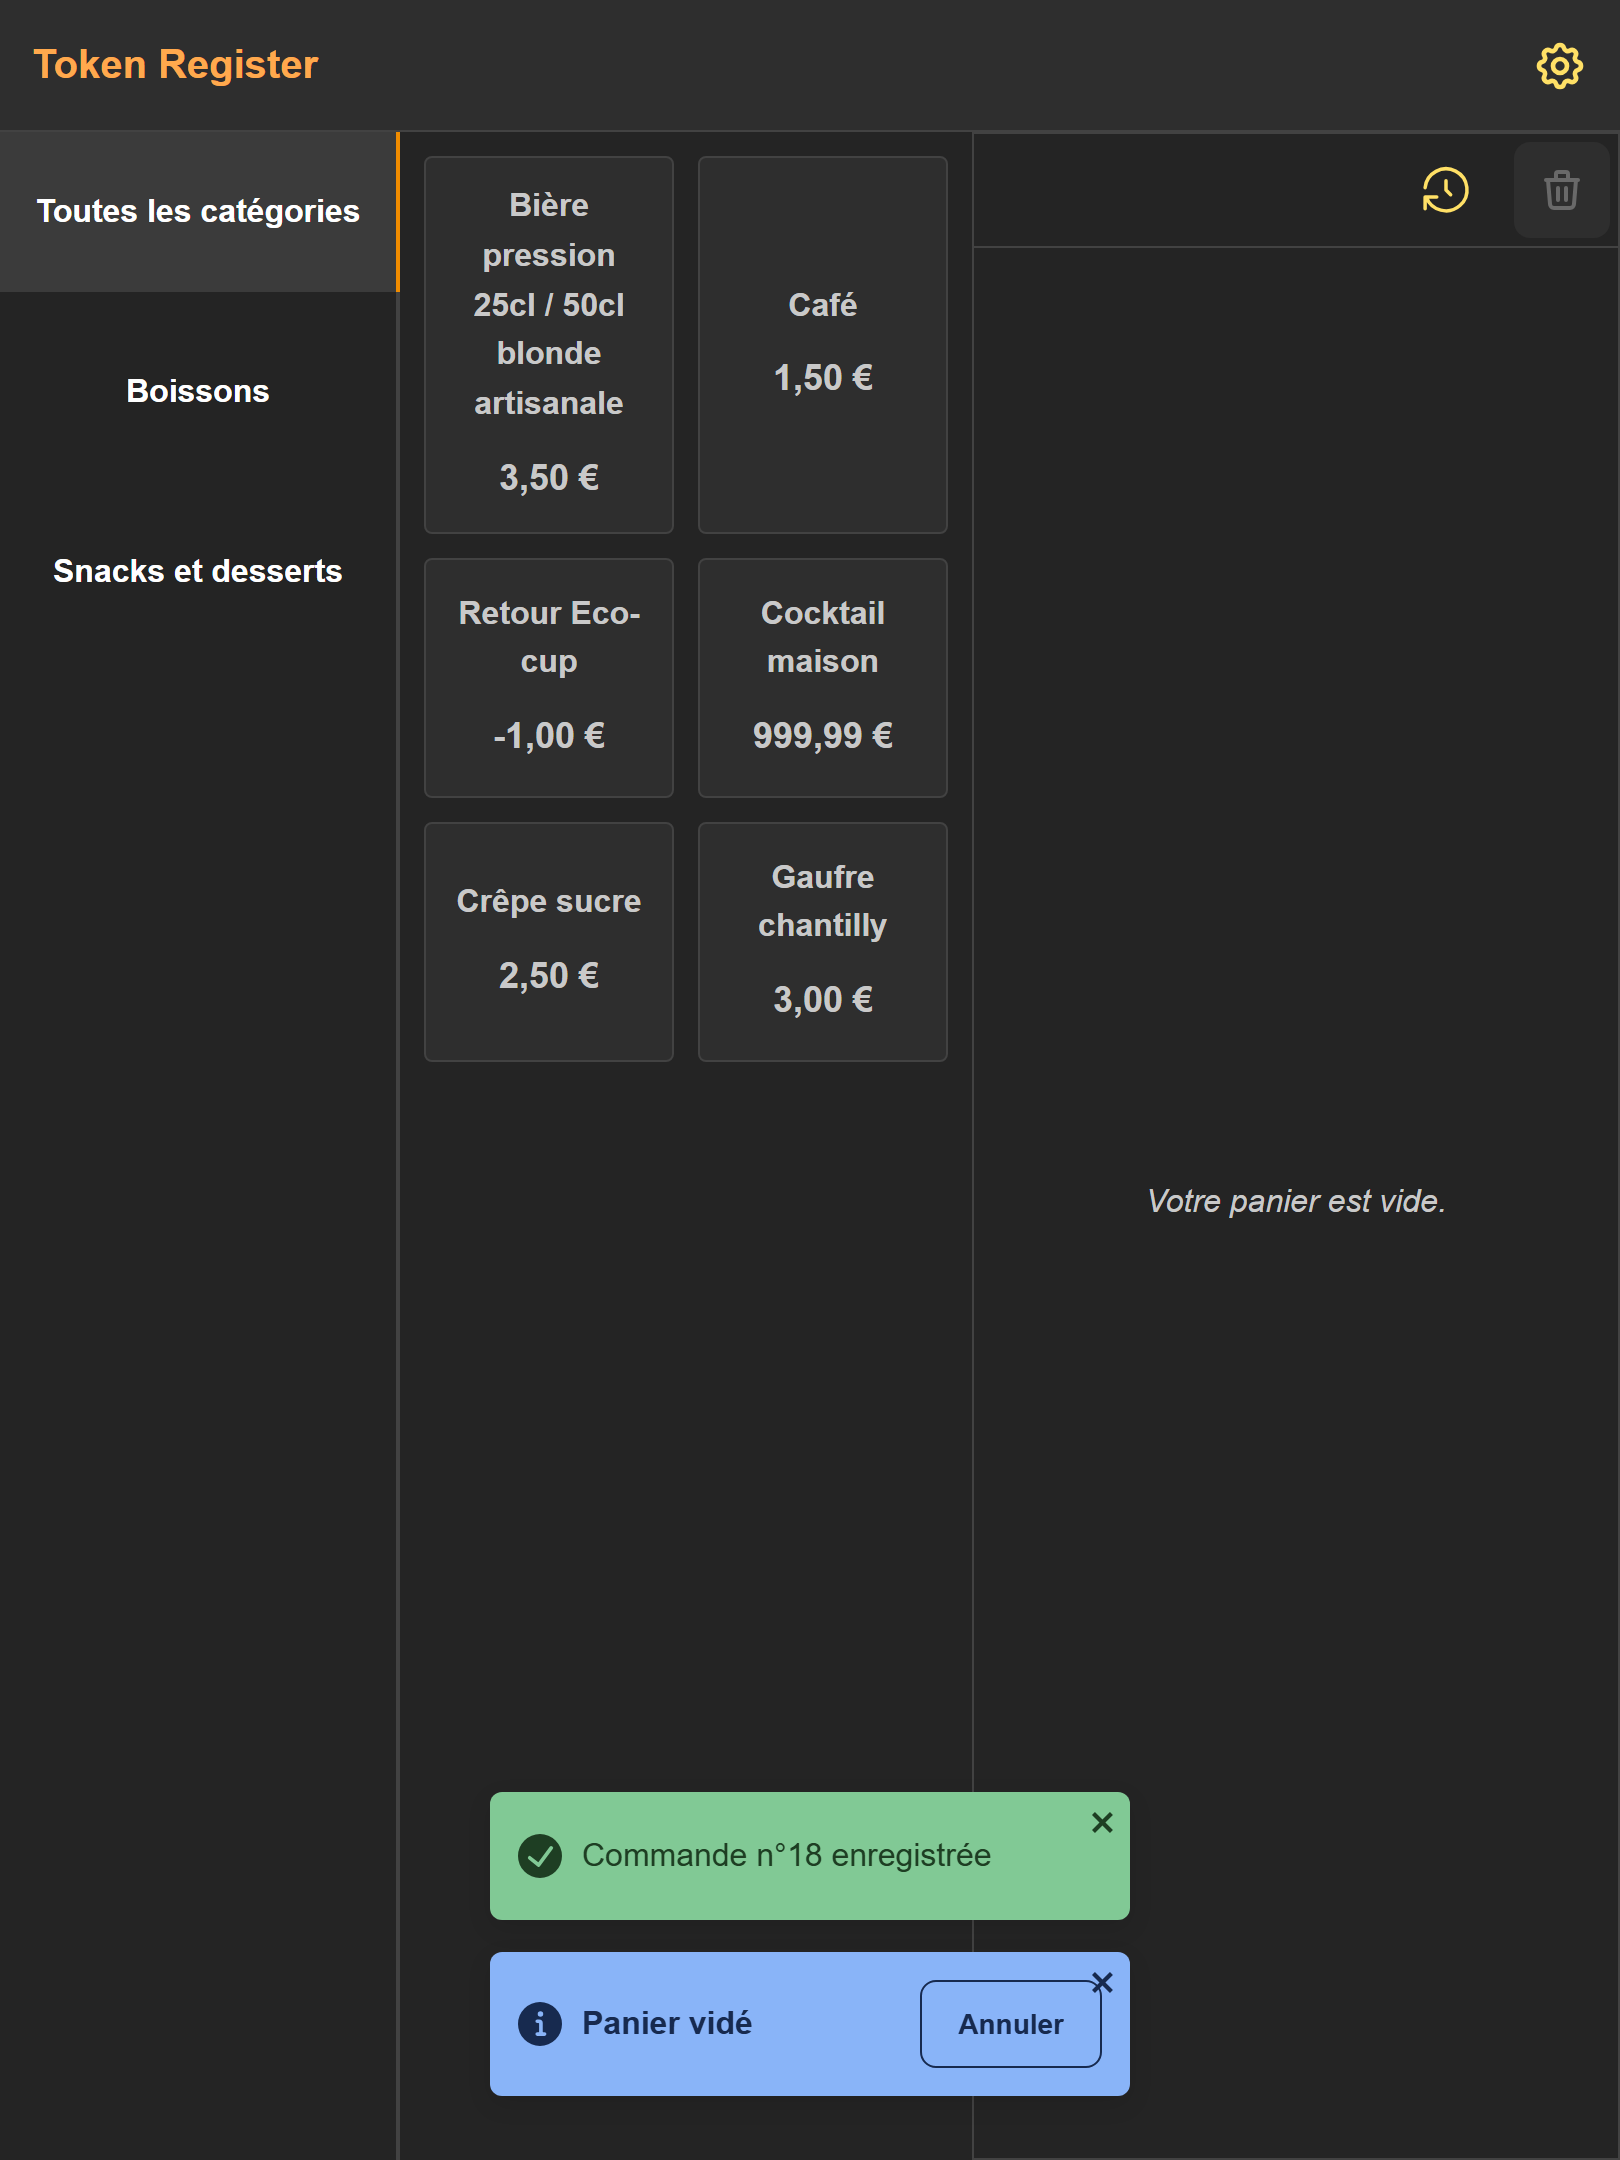 Token Register
Toutes les catégories
Boissons
Snacks et desserts
Bière
pression
25cl / 50cl
blonde
artisanale
3,50 €
Café
1,50 €
Retour Eco-
cup
-1,00 €
Cocktail
maison
999,99 €
Crêpe sucre
2,50 €
Gaufre
chantilly
3,00 €
Votre panier est vide.
Commande n°18 enregistrée
Panier vidé
Annuler